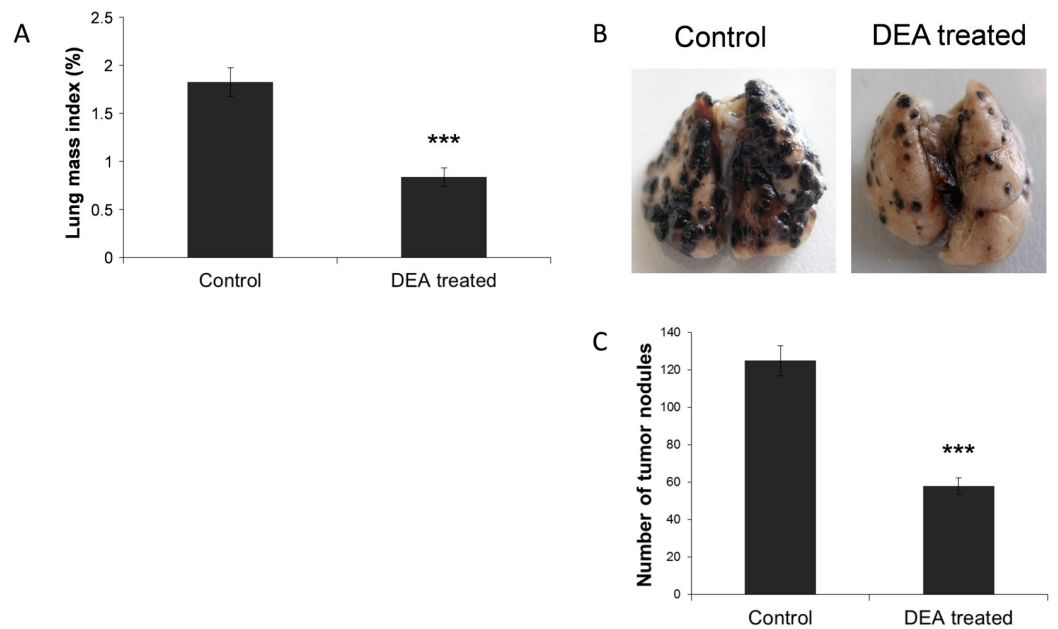 A
Lung mass index (%)
2.5
2
1.5
1
0.5
0
***
Control
DEA treated
B
Control
DEA treated
C
Number of tumor nodules
140
120
100
80
60
40
20
0
***
Control
DEA treated